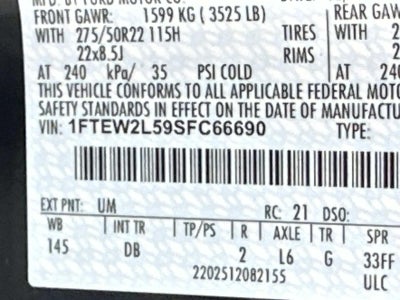 FRONT GAWR: 1599 KG ( 3525 LB) REAR GAW
WITH 275/50R22 115H TIRES WITH 2
22x8.5J RIMS 2
AT 240 kPa/ 35 PSI COLD AT 240
THIS VEHICLE CONFORMS TO ALL APPLICABLE FEDERAL MOTO
SAFETY STANDARDS IN EFFECT ON THE DATE OF MANUFACTU
VIN: 1FTEW2L59SFC66690 TYPE:
EXT PNT: UM RC: 21 DSO:
WB INT TR TP/PS R AXLE TR SPR
145 DB 2 L6 G 33FF
2202512082155 ULC